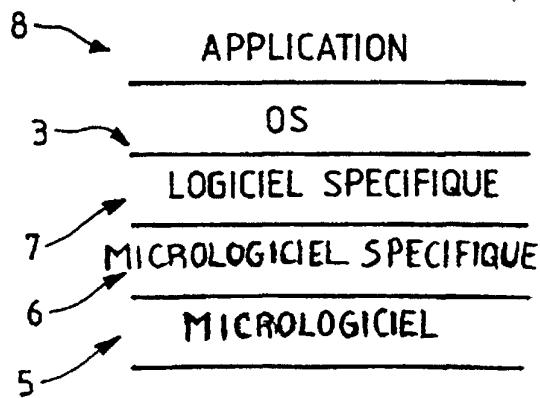 8 APPLICATION
OS
3
LOGICIEL SPECIFIQUE
7 MICROLOGICIEL SPECIFIQUE
6
MICROLOGICIEL
5